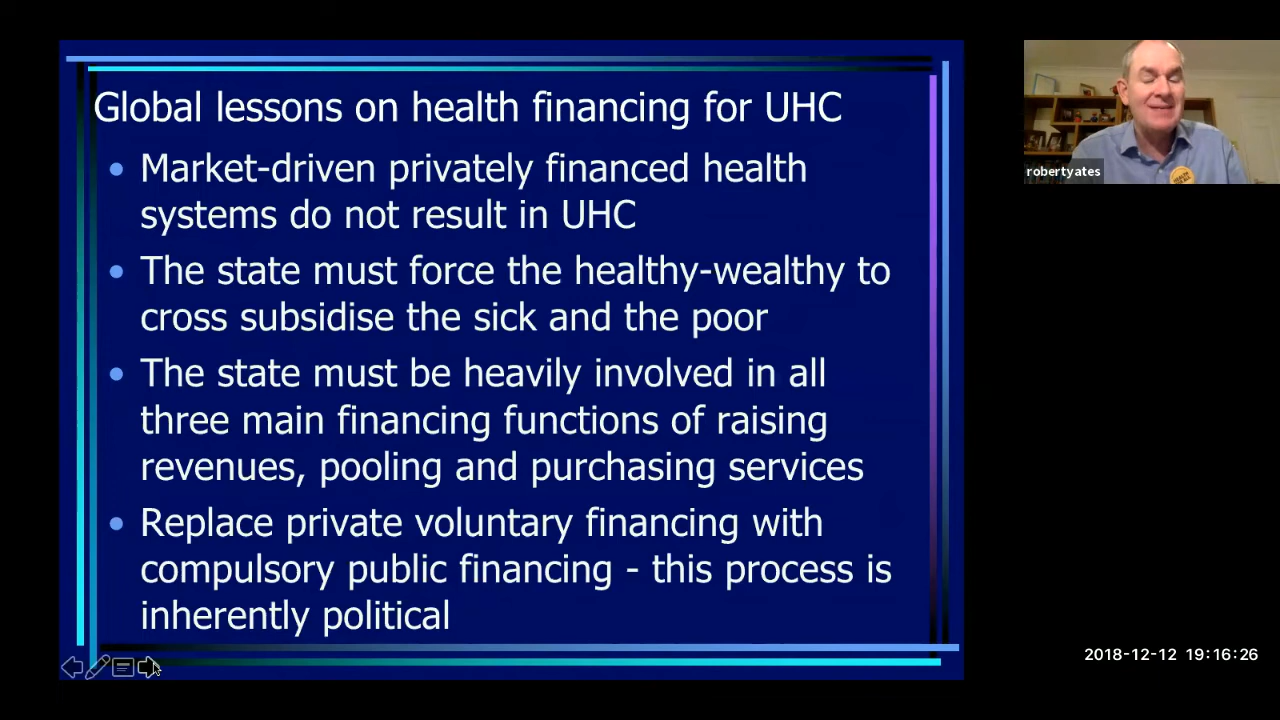 Global lessons on health financing for UHC
• Market-driven privately financed health
systems do not result in UHC
• The state must force the healthy-wealthy to
cross subsidise the sick and the poor
• The state must be heavily involved in all
three main financing functions of raising
revenues, pooling and purchasing services
• Replace private voluntary financing with
compulsory public financing - this process is
inherently political
robertyates
2018-12-12 19:16:26